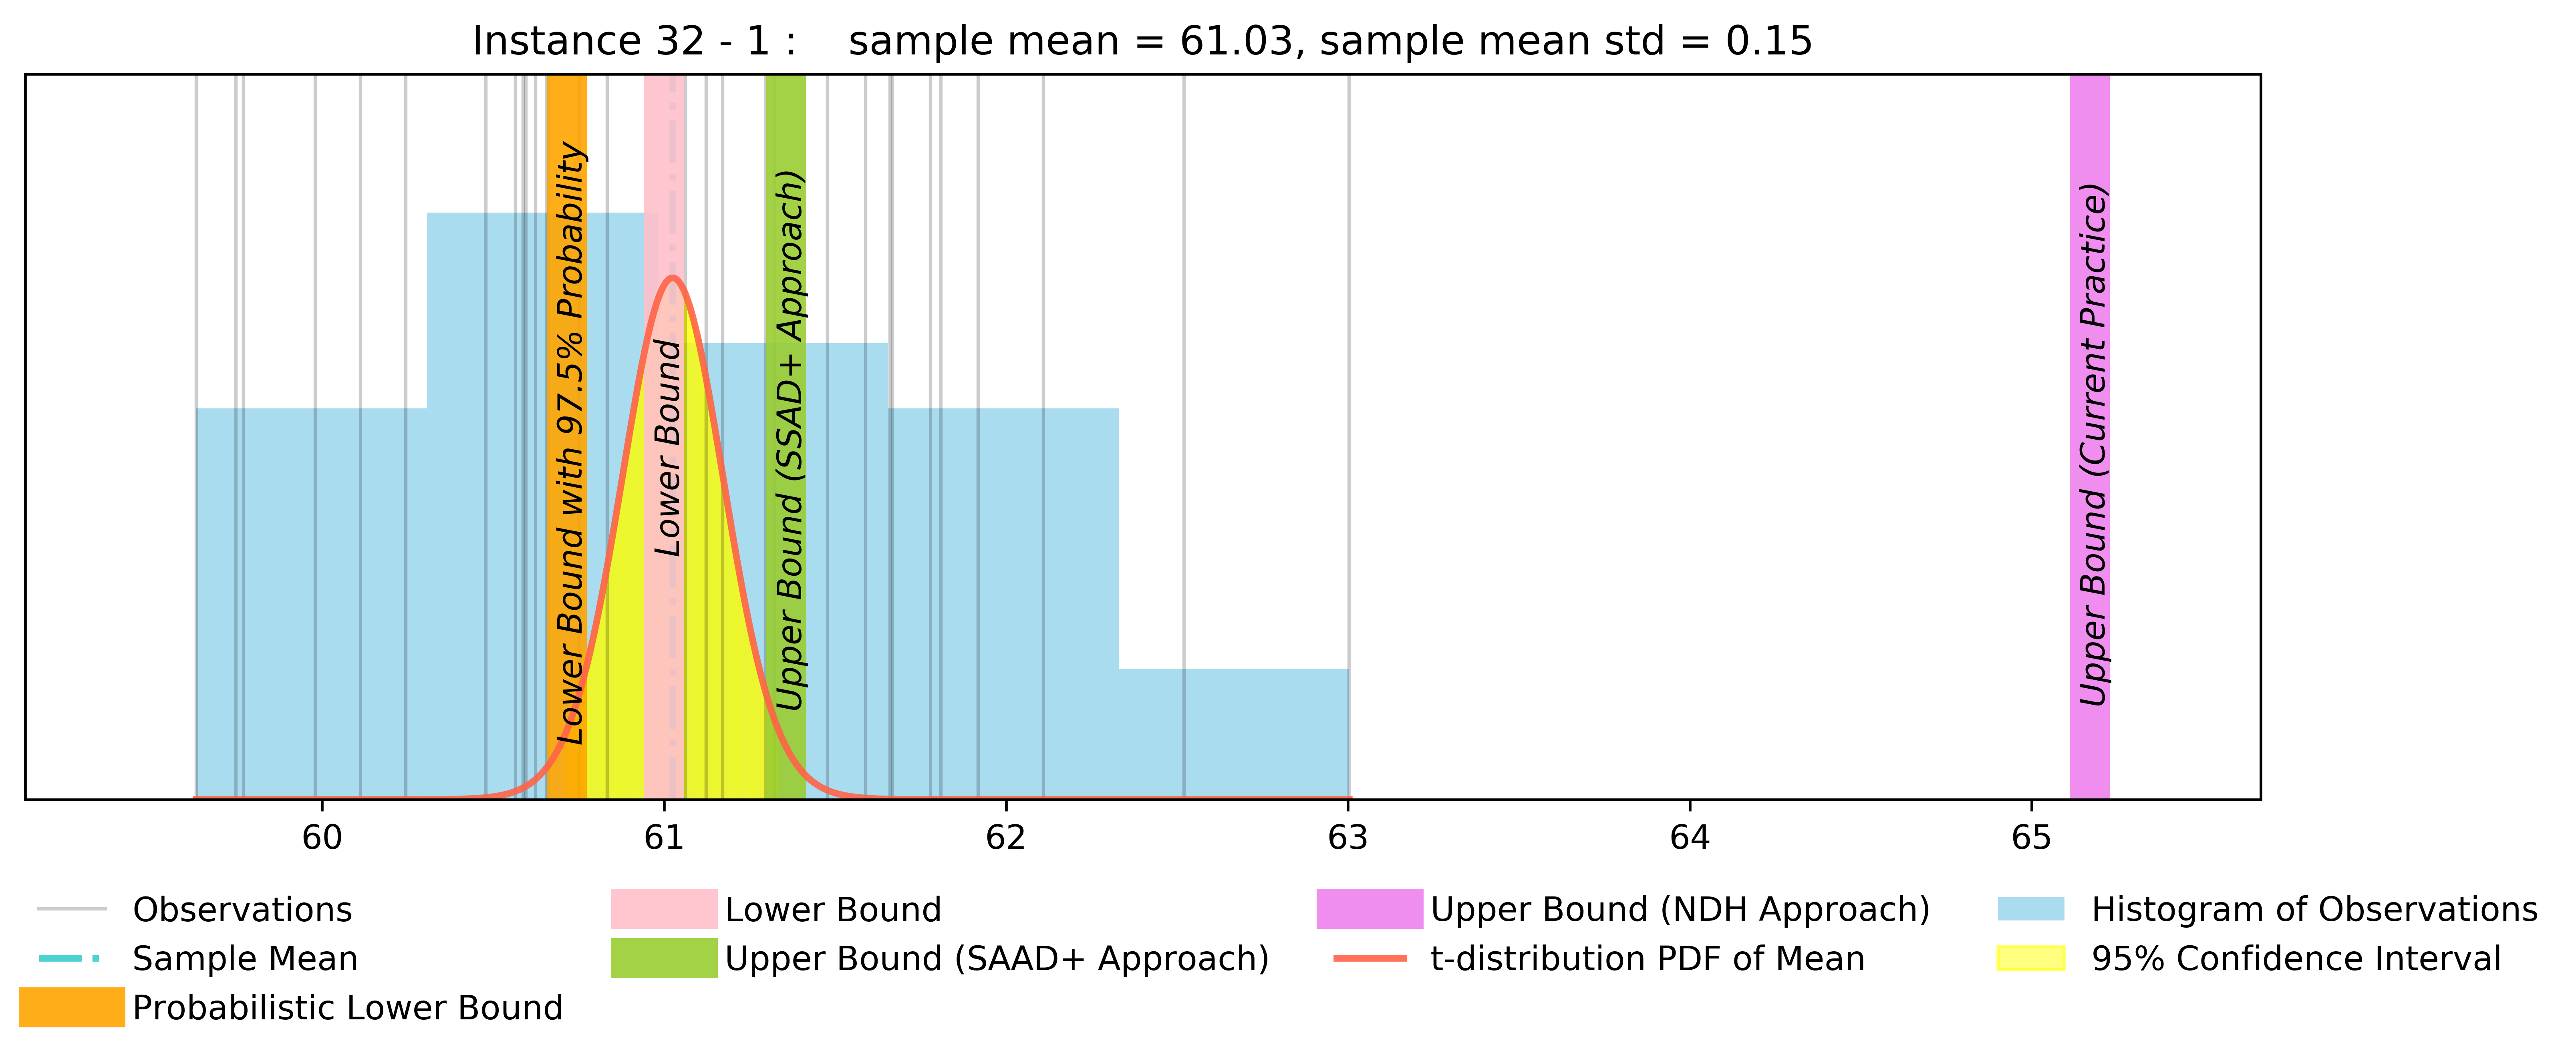 Instance 32 - 1 :    sample mean = 61.03, sample mean std = 0.15
Lower Bound with 97.5% Probability
Lower Bound
Upper Bound (SSAD+ Approach)
Upper Bound (Current Practice)
60 61 62 63 64 65
Observations
Sample Mean
Probabilistic Lower Bound
Lower Bound
Upper Bound (SAAD+ Approach)
Upper Bound (NDH Approach)
t-distribution PDF of Mean
Histogram of Observations
95% Confidence Interval